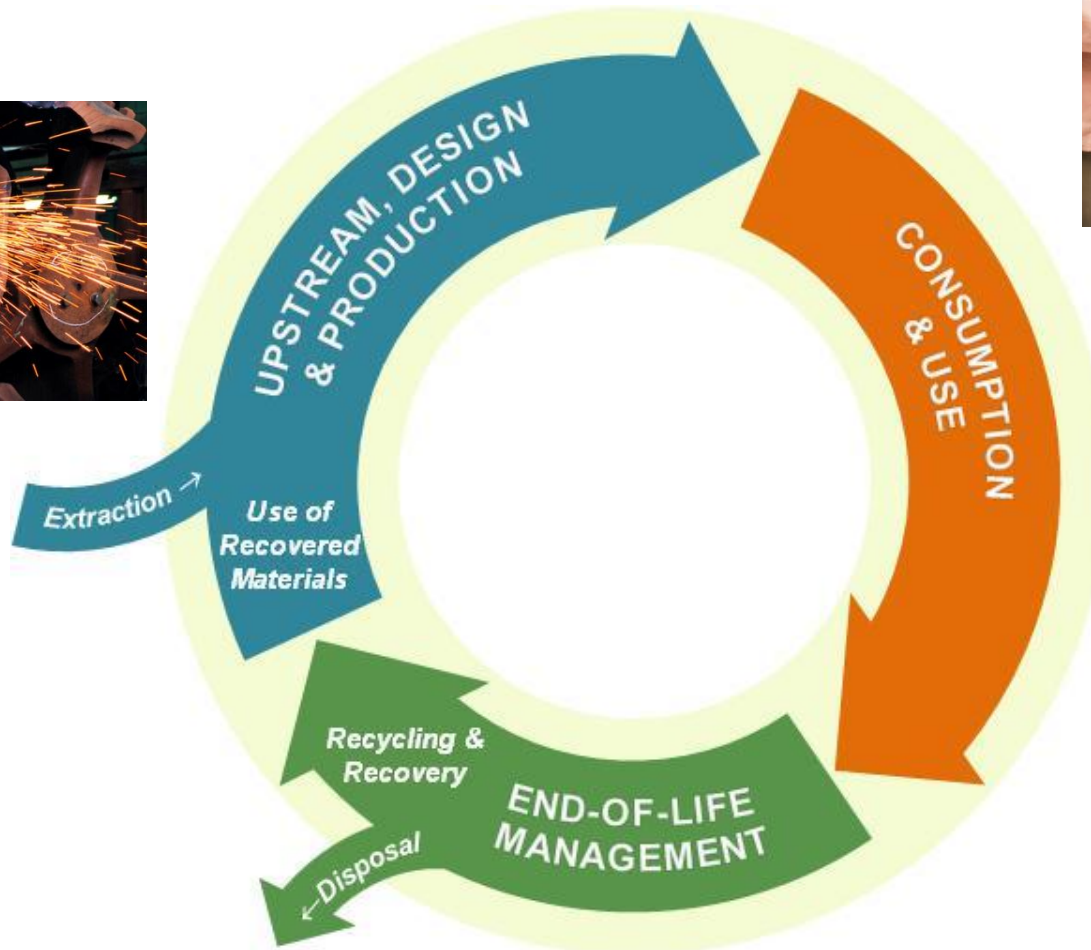 UPSTREAM, DESIGN
& PRODUCTION
CONSUMPTION
& USE
Extraction →
Use of
Recovered
Materials
Recycling &
Recovery
END-OF-LIFE
MANAGEMENT
←Disposal